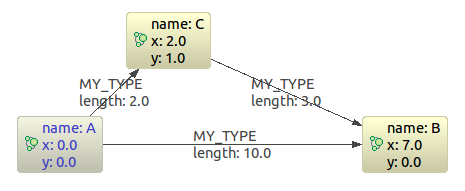 name: C
x: 2.0
y: 1.0
MY_TYPE
length: 2.0
MY_TYPE
length: 3.0
name: A
x: 0.0
y: 0.0
MY_TYPE
length: 10.0
name: B
x: 7.0
y: 0.0